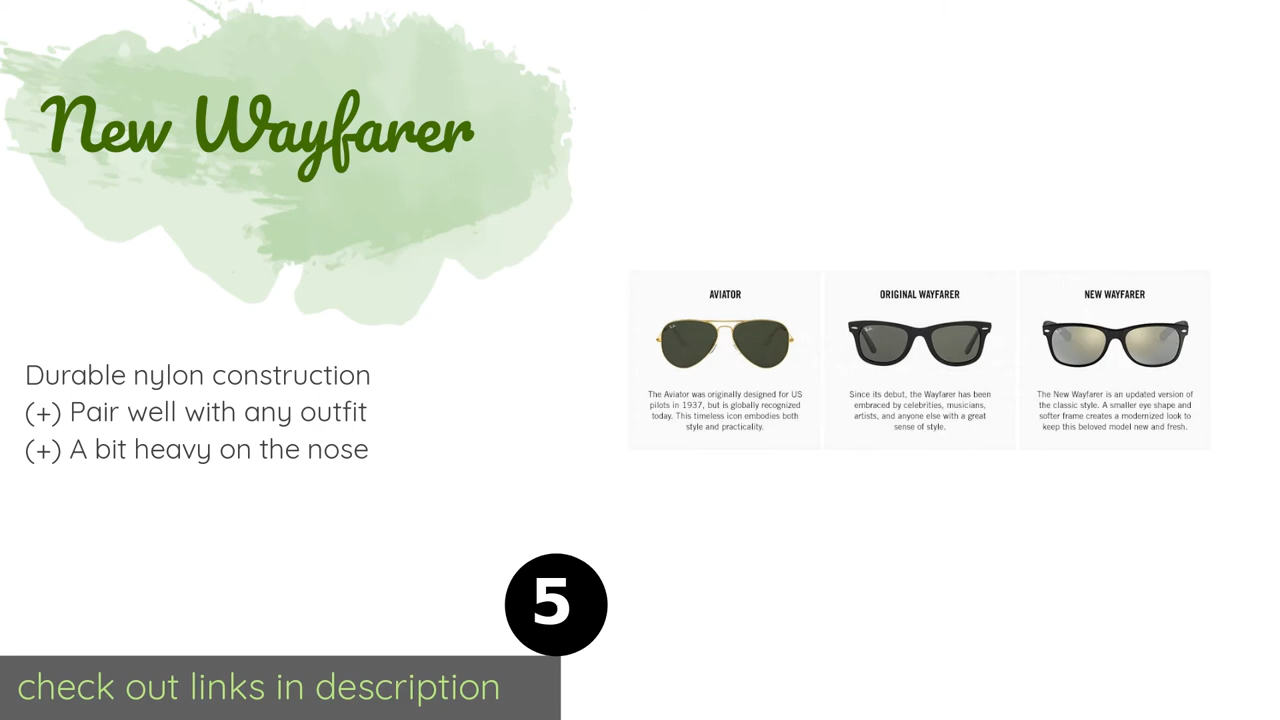 New Wayfarer
Durable nylon construction
(+) Pair well with any outfit
(+) A bit heavy on the nose
AVIATOR
The Aviator was originally designed for US
pilots in 1937, but is globally recognized
today. This timeless icon embodies both
style and practicality.
ORIGINAL WAYFARER
Since its debut, the Wayfarer has been
embraced by celebrities, musicians,
artists, and anyone else with a great
sense of style.
NEW WAYFARER
The New Wayfarer is an updated version of
the classic style. A smaller eye shape and
softer frame creates a modernized look to
keep this beloved model new and fresh.
5
check out links in description